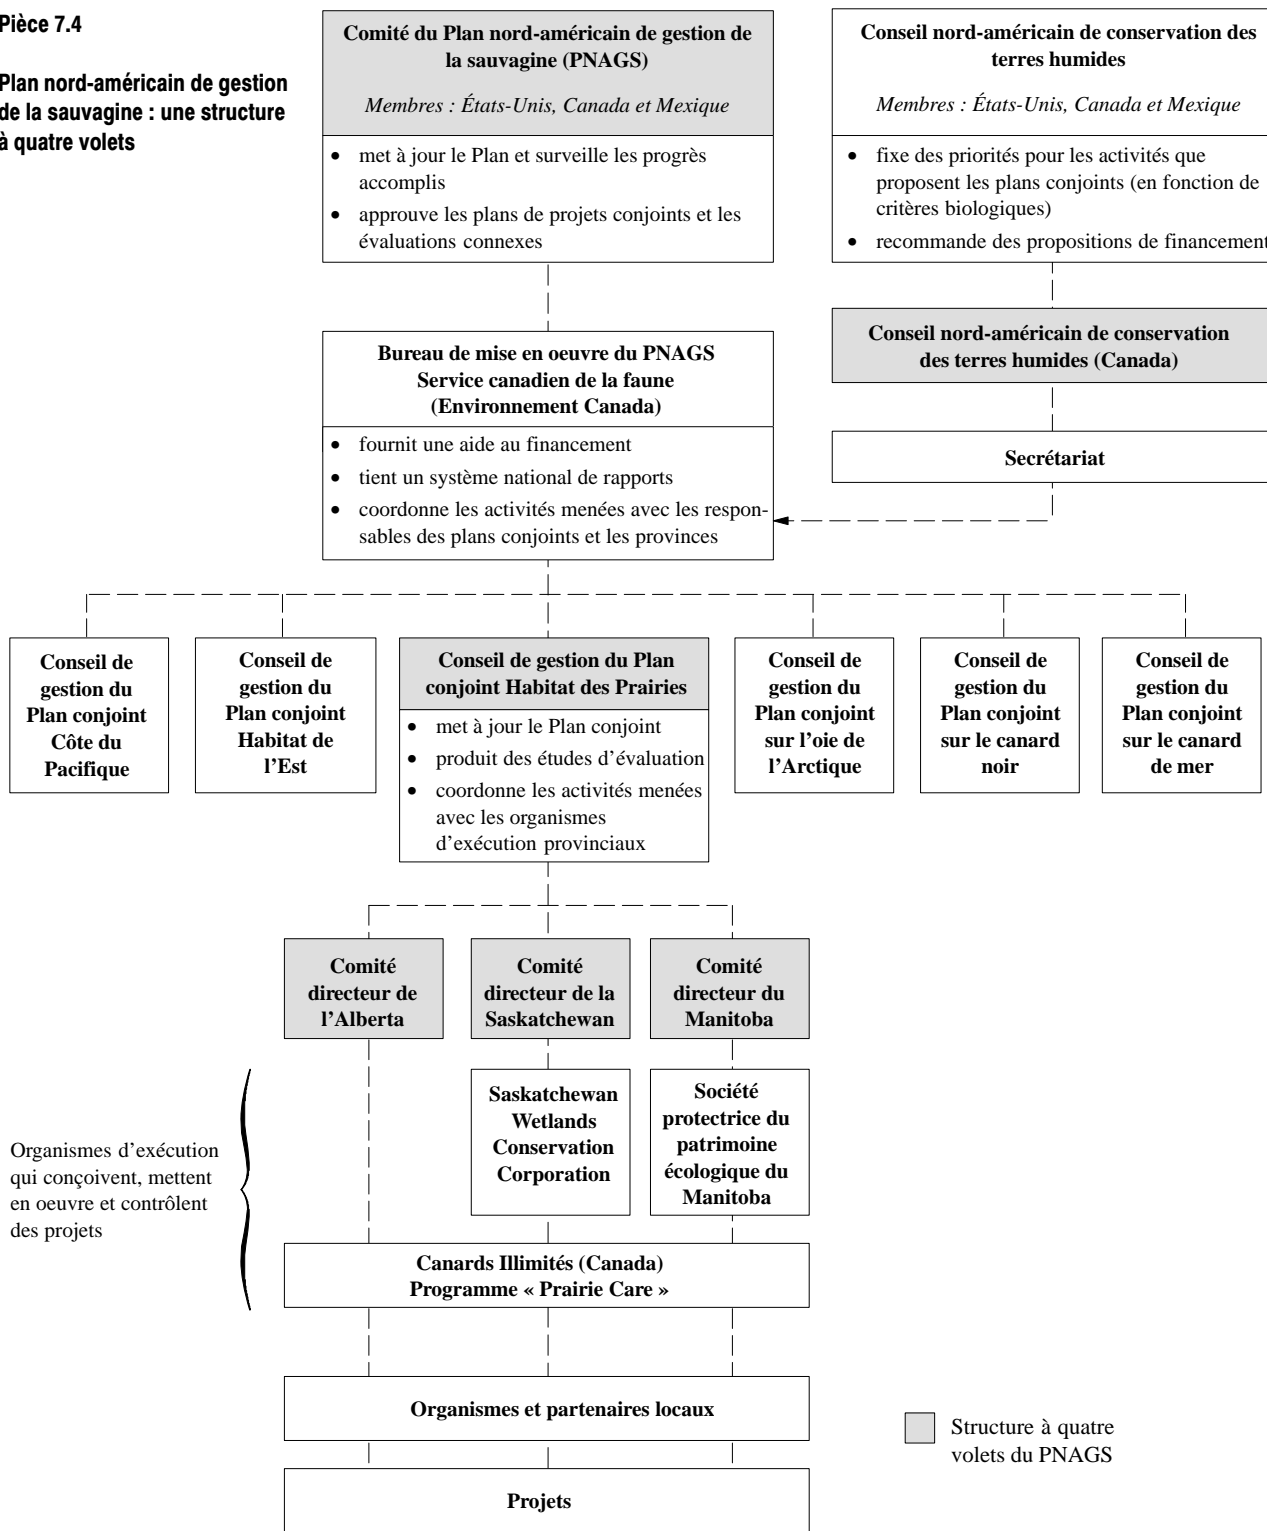 Pièce 7.4
Plan nord-américain de gestion
de la sauvagine : une structure
à quatre volets
Comité du Plan nord-américain de gestion de
la sauvagine (PNAGS)
Membres : États-Unis, Canada et Mexique
• met à jour le Plan et surveille les progrès
accomplis
• approuve les plans de projets conjoints et les
évaluations connexes
Conseil nord-américain de conservation des
terres humides
Membres : États-Unis, Canada et Mexique
• fixe des priorités pour les activités que
proposent les plans conjoints (en fonction de
critères biologiques)
• recommande des propositions de financement
Bureau de mise en oeuvre du PNAGS
Service canadien de la faune
(Environnement Canada)
• fournit une aide au financement
• tient un système national de rapports
• coordonne les activités menées avec les respon-
sables des plans conjoints et les provinces
Conseil nord-américain de conservation
des terres humides (Canada)
Secrétariat
Conseil de
gestion du
Plan conjoint
Côte du
Pacifique
Conseil de
gestion du
Plan conjoint
Habitat de
l'Est
Conseil de gestion du Plan
conjoint Habitat des Prairies
• met à jour le Plan conjoint
• produit des études d'évaluation
• coordonne les activités menées
avec les organismes
d'exécution provinciaux
Conseil de
gestion du
Plan conjoint
sur l'oie de
l'Arctique
Conseil de
gestion du
Plan conjoint
sur le canard
noir
Conseil de
gestion du
Plan conjoint
sur le canard
de mer
Comité
directeur de
l'Alberta
Comité
directeur de la
Saskatchewan
Comité
directeur du
Manitoba
Organismes d'exécution
qui conçoivent, mettent
en oeuvre et contrôlent
des projets
Saskatchewan
Wetlands
Conservation
Corporation
Société
protectrice du
patrimoine
écologique du
Manitoba
Canards Illimités (Canada)
Programme « Prairie Care »
Organismes et partenaires locaux
Projets
Structure à quatre
volets du PNAGS